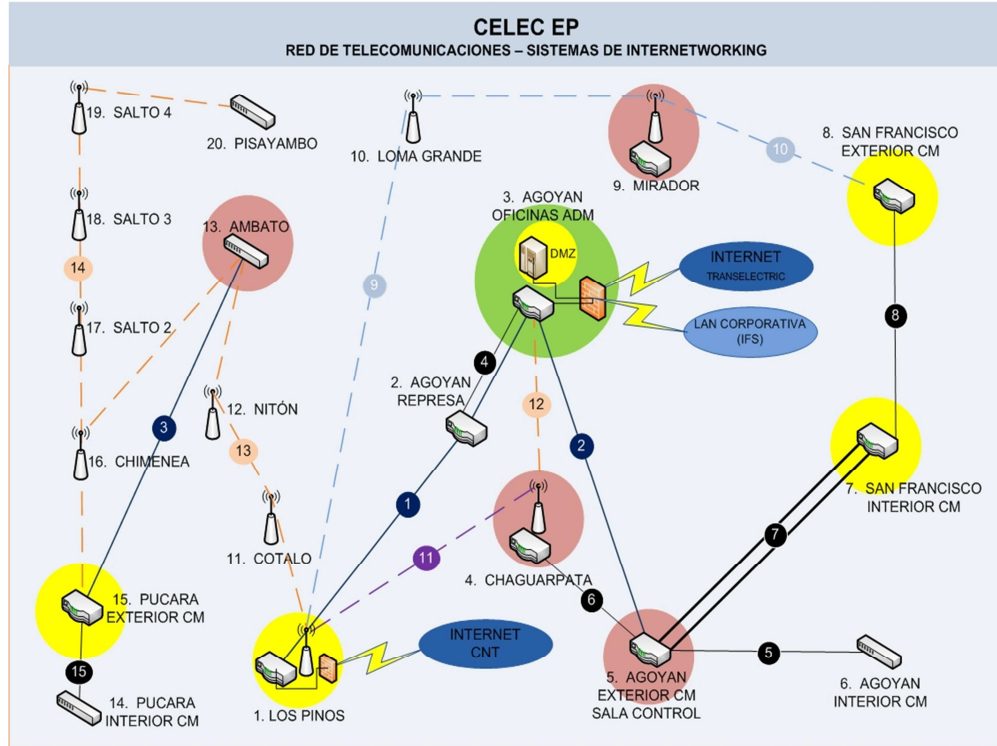 CELEC EP
RED DE TELECOMUNICACIONES – SISTEMAS DE INTERNETWORKING
19. SALTO 4
20. PISAYAMBO
10. LOMA GRANDE
9. MIRADOR
10
8. SAN FRANCISCO
EXTERIOR CM
18. SALTO 3
13. AMBATO
3. AGOYAN
OFICINAS ADM
DMZ
INTERNET
TRANSELECTRIC
14
9
17. SALTO 2
LAN CORPORATIVA
(IFS)
8
4
2. AGOYAN
REPRESA
12
12. NITÓN
3
13
16. CHIMENEA
2
7. SAN FRANCISCO
INTERIOR CM
1
7
11. COTALO
11
4. CHAGUARPATA
6
15. PUCARA
EXTERIOR CM
INTERNET
CNT
5
15
14. PUCARA
INTERIOR CM
1. LOS PINOS
5. AGOYAN
EXTERIOR CM
SALA CONTROL
6. AGOYAN
INTERIOR CM